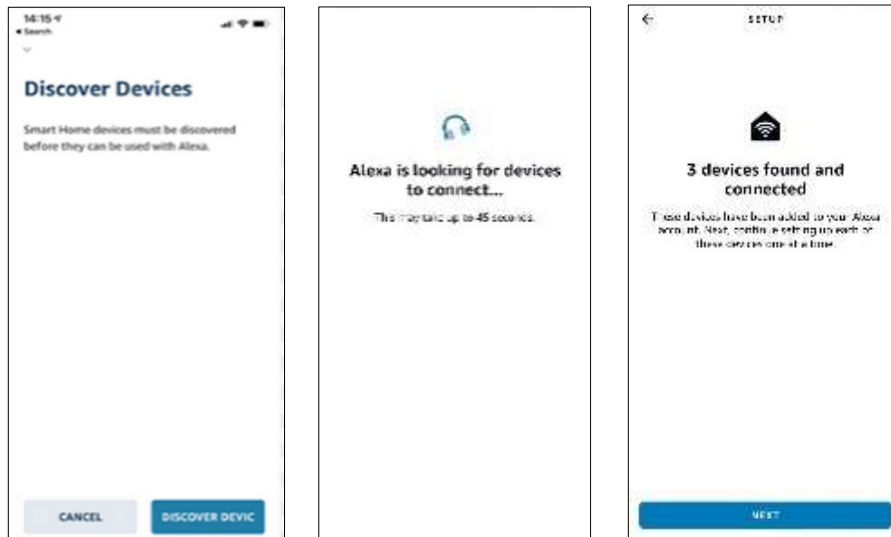 14:15
Search
Discover Devices
Smart Home devices must be discovered
before they can be used with Alexa.
CANCEL
DISCOVER DEVIC
Alexa is looking for devices
to connect...
This may take up to 45 seconds.
SETUP
3 devices found and
connected
These devices have been added to your Alexa
account. Next, continue setting up each of
these devices one at a time.
NEXT